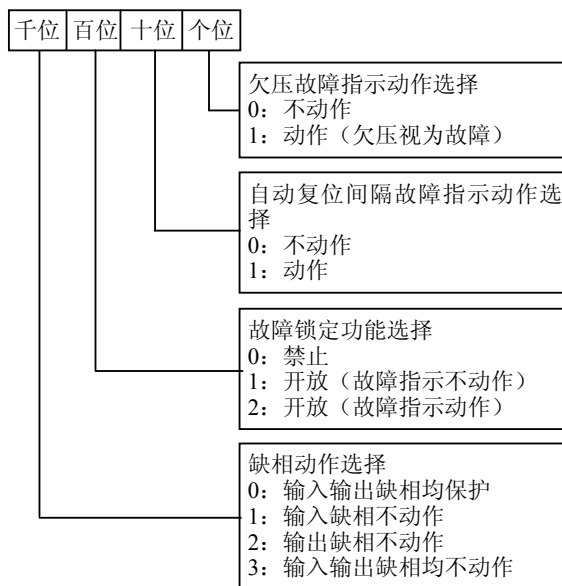 千位 百位 十位 个位
欠压故障指示动作选择
0：不动作
1：动作（欠压视为故障）
自动复位间隔故障指示动作选
择
0：不动作
1：动作
故障锁定功能选择
0：禁止
1：开放（故障指示不动作）
2：开放（故障指示动作）
缺相动作选择
0：输入输出缺相均保护
1：输入缺相不动作
2：输出缺相不动作
3：输入输出缺相均不动作